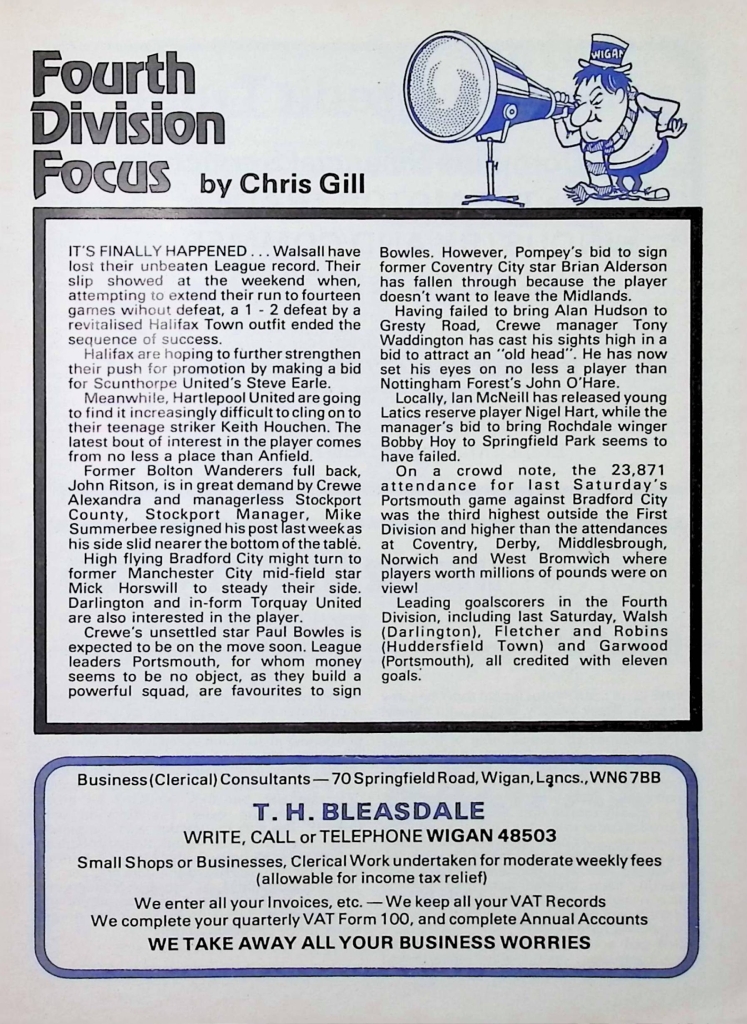 Fourth
Division
Focus by Chris Gill
WIGAN
IT'S FINALLY HAPPENED . . . Walsall have
lost their unbeaten League record. Their
slip showed at the weekend when,
attempting to extend their run to fourteen
games wihout defeat, a 1 - 2 defeat by a
revitalised Halifax Town outfit ended the
sequence of success.
Halifax are hoping to further strengthen
their push for promotion by making a bid
for Scunthorpe United's Steve Earle.
Meanwhile, Hartlepool United are going
to find it increasingly difficult to cling on to
their teenage striker Keith Houchen. The
latest bout of interest in the player comes
from no less a place than Anfield.
Former Bolton Wanderers full back,
John Ritson, is in great demand by Crewe
Alexandra and managerless Stockport
County, Stockport Manager, Mike
Summerbee resigned his post last week as
his side slid nearer the bottom of the table.
High flying Bradford City might turn to
former Manchester City mid-field star
Mick Horswill to steady their side.
Darlington and in-form Torquay United
are also interested in the player.
Crewe's unsettled star Paul Bowles is
expected to be on the move soon. League
leaders Portsmouth, for whom money
seems to be no object, as they build a
powerful squad, are favourites to sign
Bowles. However, Pompey's bid to sign
former Coventry City star Brian Alderson
has fallen through because the player
doesn't want to leave the Midlands.
Having failed to bring Alan Hudson to
Gresty Road, Crewe manager Tony
Waddington has cast his sights high in a
bid to attract an "old head". He has now
set his eyes on no less a player than
Nottingham Forest's John O'Hare.
Locally, Ian McNeill has released young
Latics reserve player Nigel Hart, while the
manager's bid to bring Rochdale winger
Bobby Hoy to Springfield Park seems to
have failed.
On a crowd note, the 23,871
attendance for last Saturday's
Portsmouth game against Bradford City
was the third highest outside the First
Division and higher than the attendances
at Coventry, Derby, Middlesbrough,
Norwich and West Bromwich where
players worth millions of pounds were on
view!
Leading goalscorers in the Fourth
Division, including last Saturday, Walsh
(Darlington), Fletcher and Robins
(Huddersfield Town) and Garwood
(Portsmouth), all credited with eleven
goals.
Business (Clerical) Consultants — 70 Springfield Road, Wigan, Lancs., WN6 7BB
T. H. BLEASDALE
WRITE, CALL or TELEPHONE WIGAN 48503
Small Shops or Businesses, Clerical Work undertaken for moderate weekly fees
(allowable for income tax relief)
We enter all your Invoices, etc. — We keep all your VAT Records
We complete your quarterly VAT Form 100, and complete Annual Accounts
WE TAKE AWAY ALL YOUR BUSINESS WORRIES